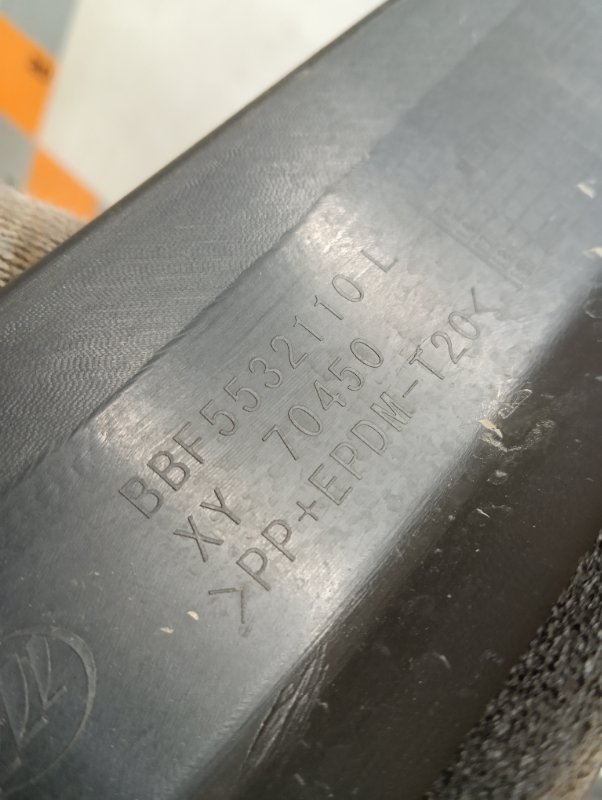 BBF5532110 L
XY 70450
>PP+EPDM-T20<